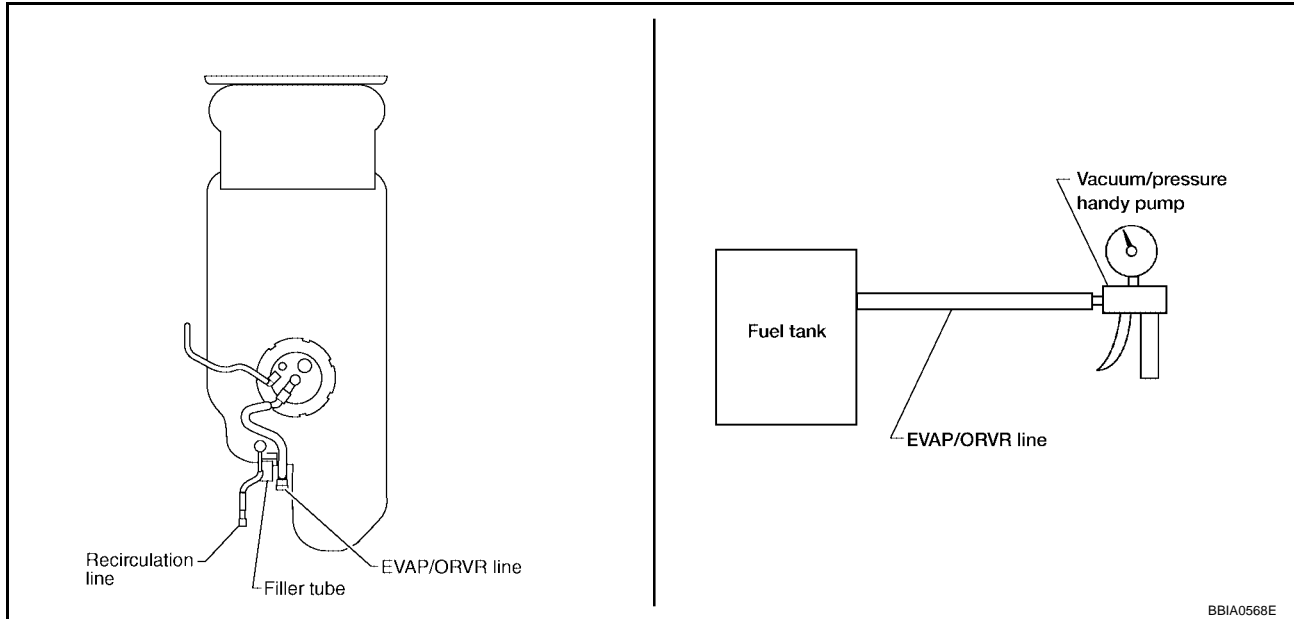 Recirculation
line
Filler tube
EVAP/ORVR line
Vacuum/pressure
handy pump
Fuel tank
EVAP/ORVR line
BBIA0568E